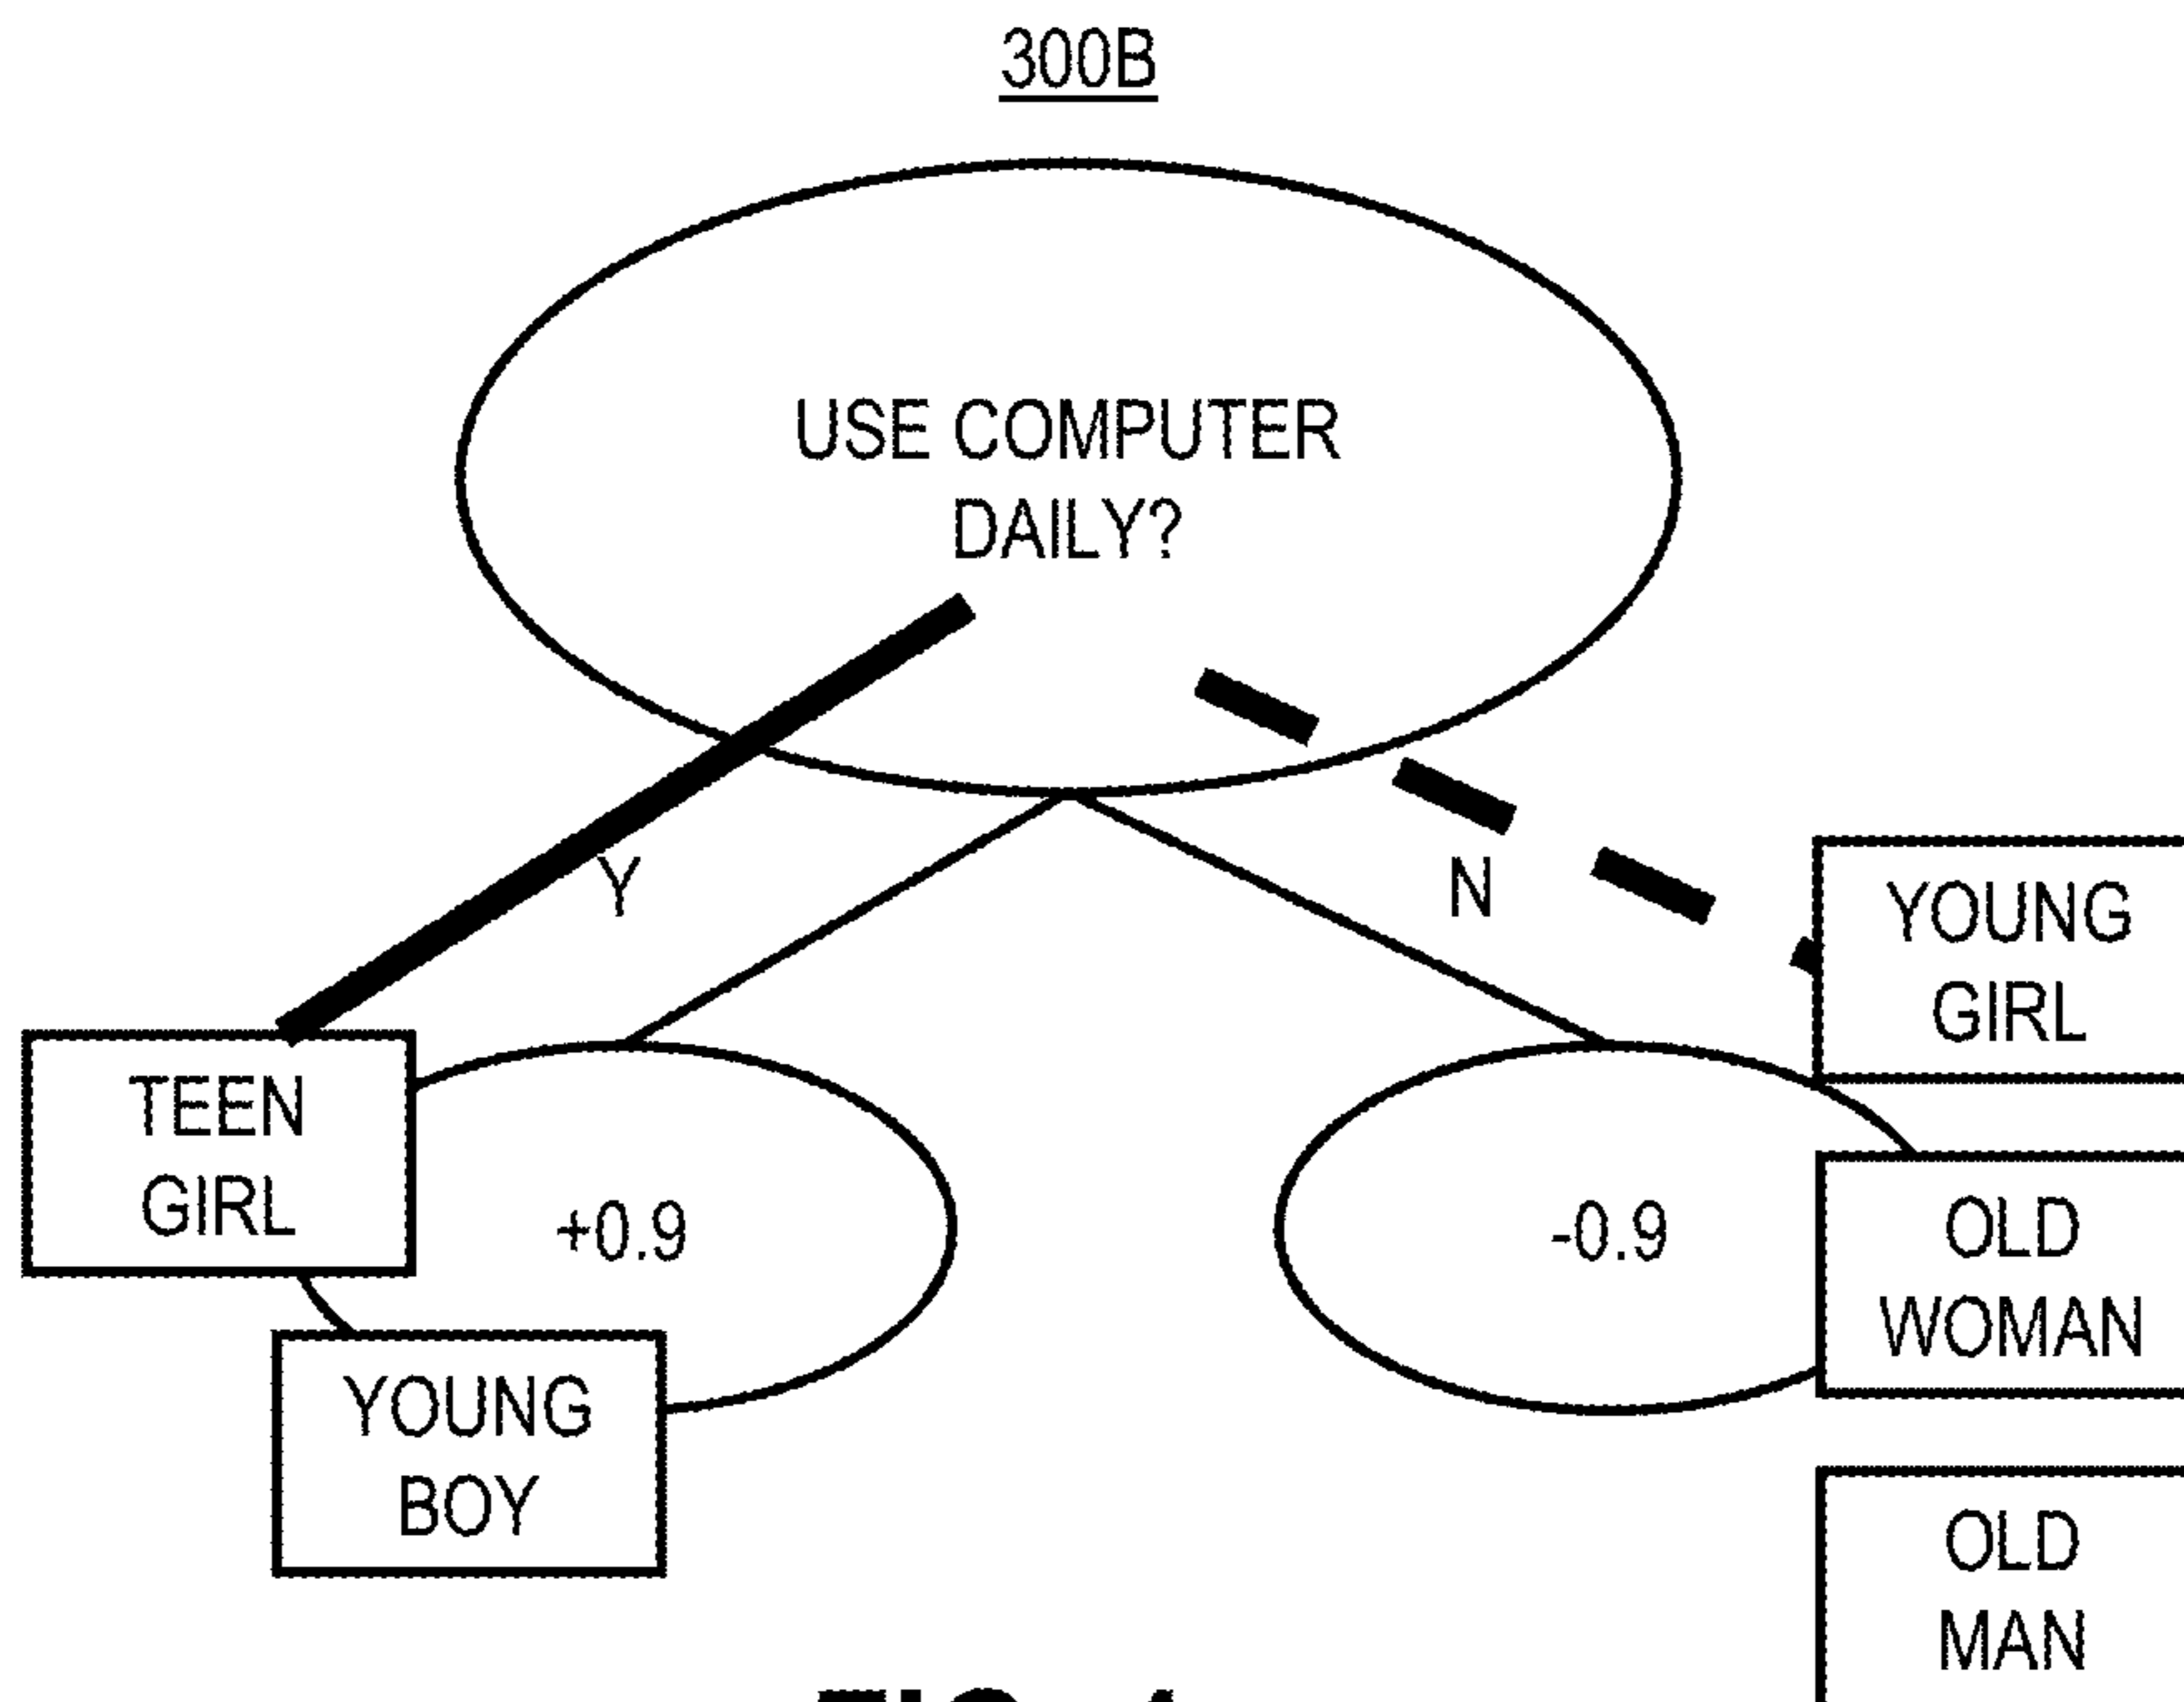 300B
USE COMPUTER
DAILY?
Y
N
YOUNG
GIRL
TEEN
GIRL
+0.9
-0.9
OLD
WOMAN
YOUNG
BOY
OLD
MAN